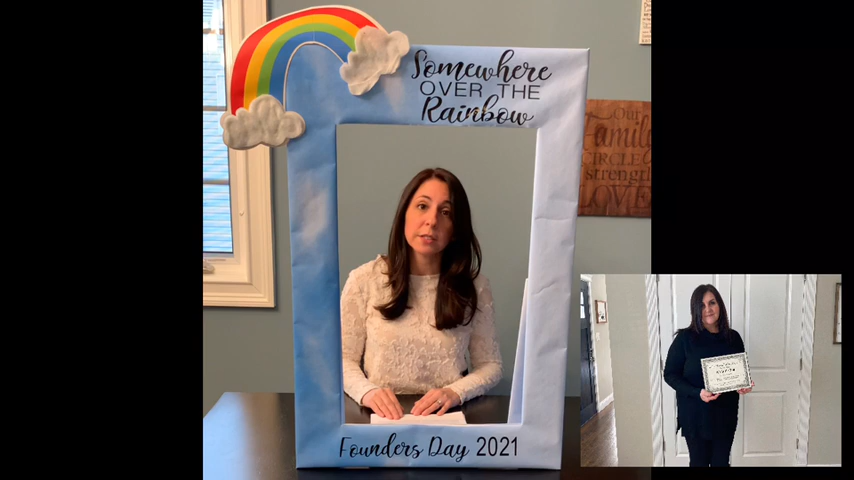 Somewhere
OVER THE
Rainbow
Our
Family
CIRCLE
strength
LOVE
Founders Day 2021